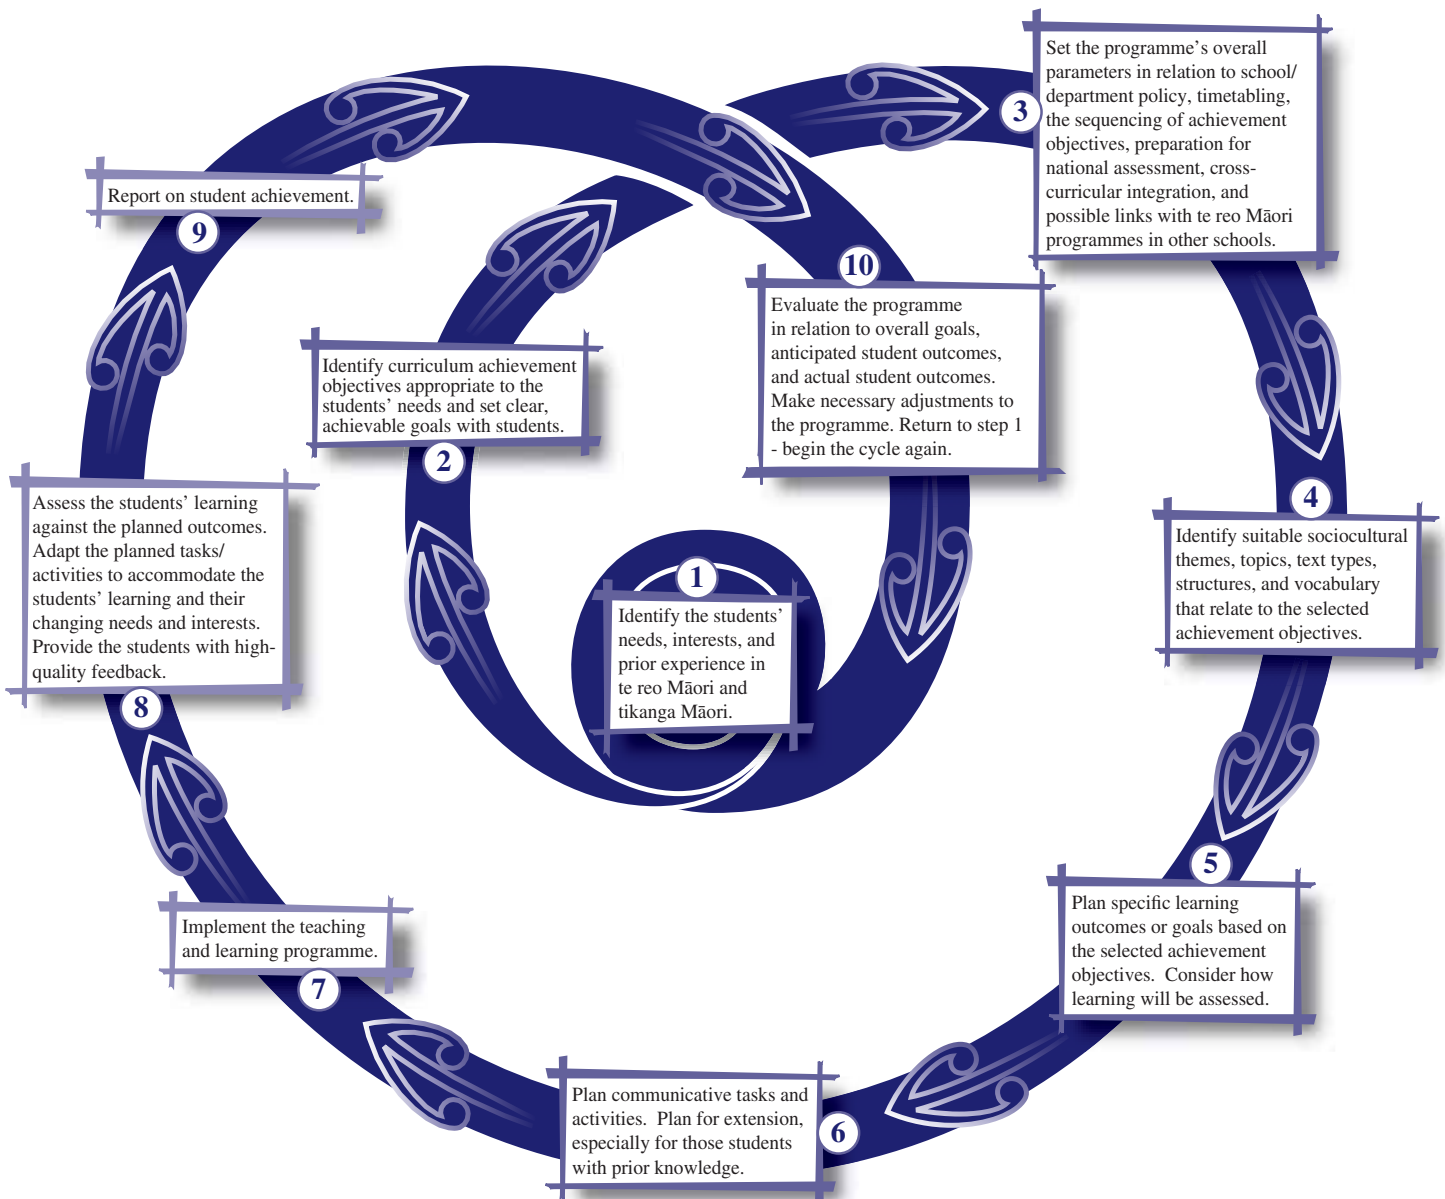 1
Identify the students’
needs, interests, and
prior experience in
te reo Māori and
tikanga Māori.
2
Identify curriculum achievement
objectives appropriate to the
students’ needs and set clear,
achievable goals with students.
3
Set the programme’s overall
parameters in relation to school/
department policy, timetabling,
the sequencing of achievement
objectives, preparation for
national assessment, cross-
curricular integration, and
possible links with te reo Māori
programmes in other schools.
4
Identify suitable sociocultural
themes, topics, text types,
structures, and vocabulary
that relate to the selected
achievement objectives.
5
Plan specific learning
outcomes or goals based on
the selected achievement
objectives.  Consider how
learning will be assessed.
6
Plan communicative tasks and
activities.  Plan for extension,
especially for those students
with prior knowledge.
7
Implement the teaching
and learning programme.
8
Assess the students’ learning
against the planned outcomes.
Adapt the planned tasks/
activities to accommodate the
students’ learning and their
changing needs and interests.
Provide the students with high-
quality feedback.
9
Report on student achievement.
10
Evaluate the programme
in relation to overall goals,
anticipated student outcomes,
and actual student outcomes.
Make necessary adjustments to
the programme. Return to step 1
- begin the cycle again.